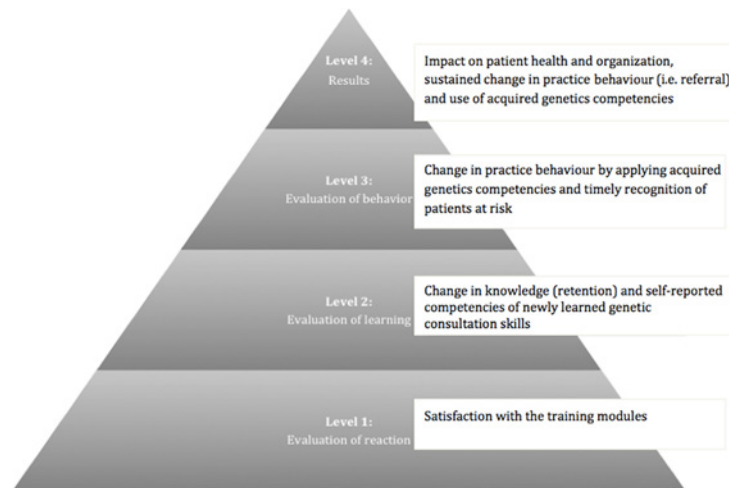 Level 4:
Results
Impact on patient health and organization,
sustained change in practice behaviour (i.e. referral)
and use of acquired genetics competencies
Level 3:
Evaluation of behavior
Change in practice behaviour by applying acquired
genetics competencies and timely recognition of
patients at risk
Level 2:
Evaluation of learning
Change in knowledge (retention) and self-reported
competencies of newly learned genetic
consultation skills
Level 1:
Evaluation of reaction
Satisfaction with the training modules